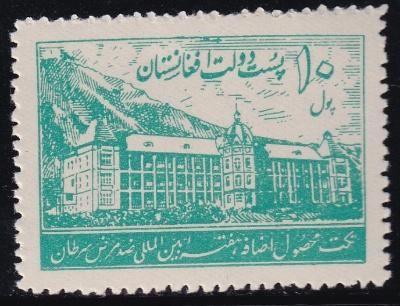 پست دولت افغانستان
۱۰
پول
تکت محصول اضافه هفته بین المللی ضد مرض سرطان